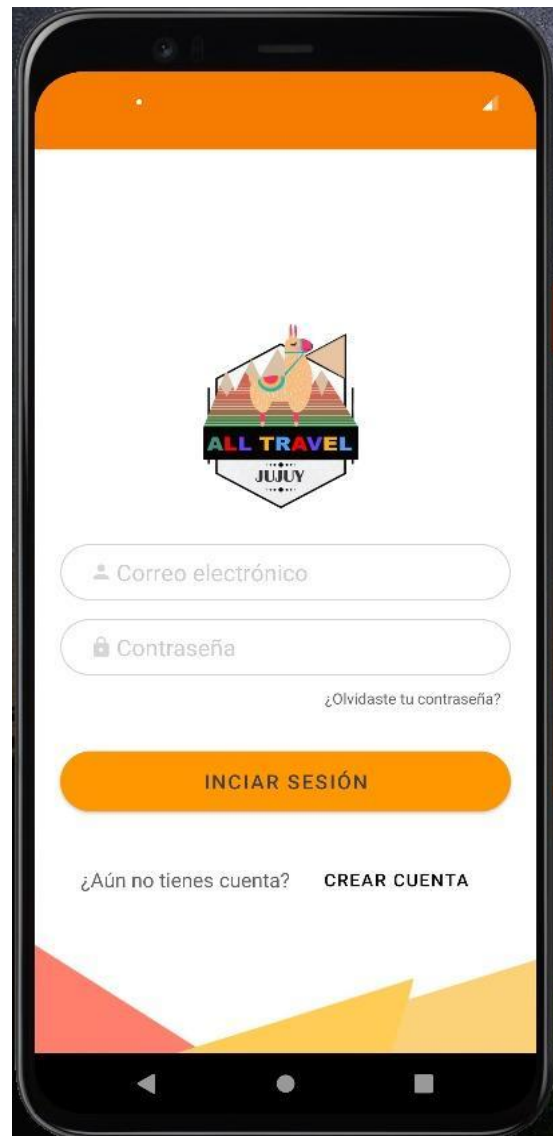 ALL TRAVEL
JUJUY
Correo electrónico
Contraseña
¿Olvidaste tu contraseña?
INCIAR SESIÓN
¿Aún no tienes cuenta? CREAR CUENTA